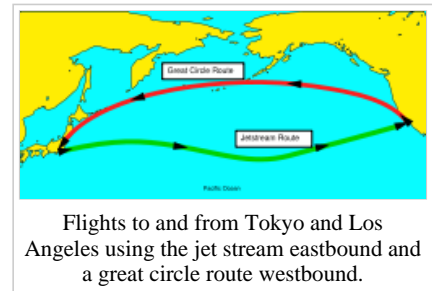 Great Circle Route
Jetstream Route
Pacific Ocean
Flights to and from Tokyo and Los
Angeles using the jet stream eastbound and
a great circle route westbound.